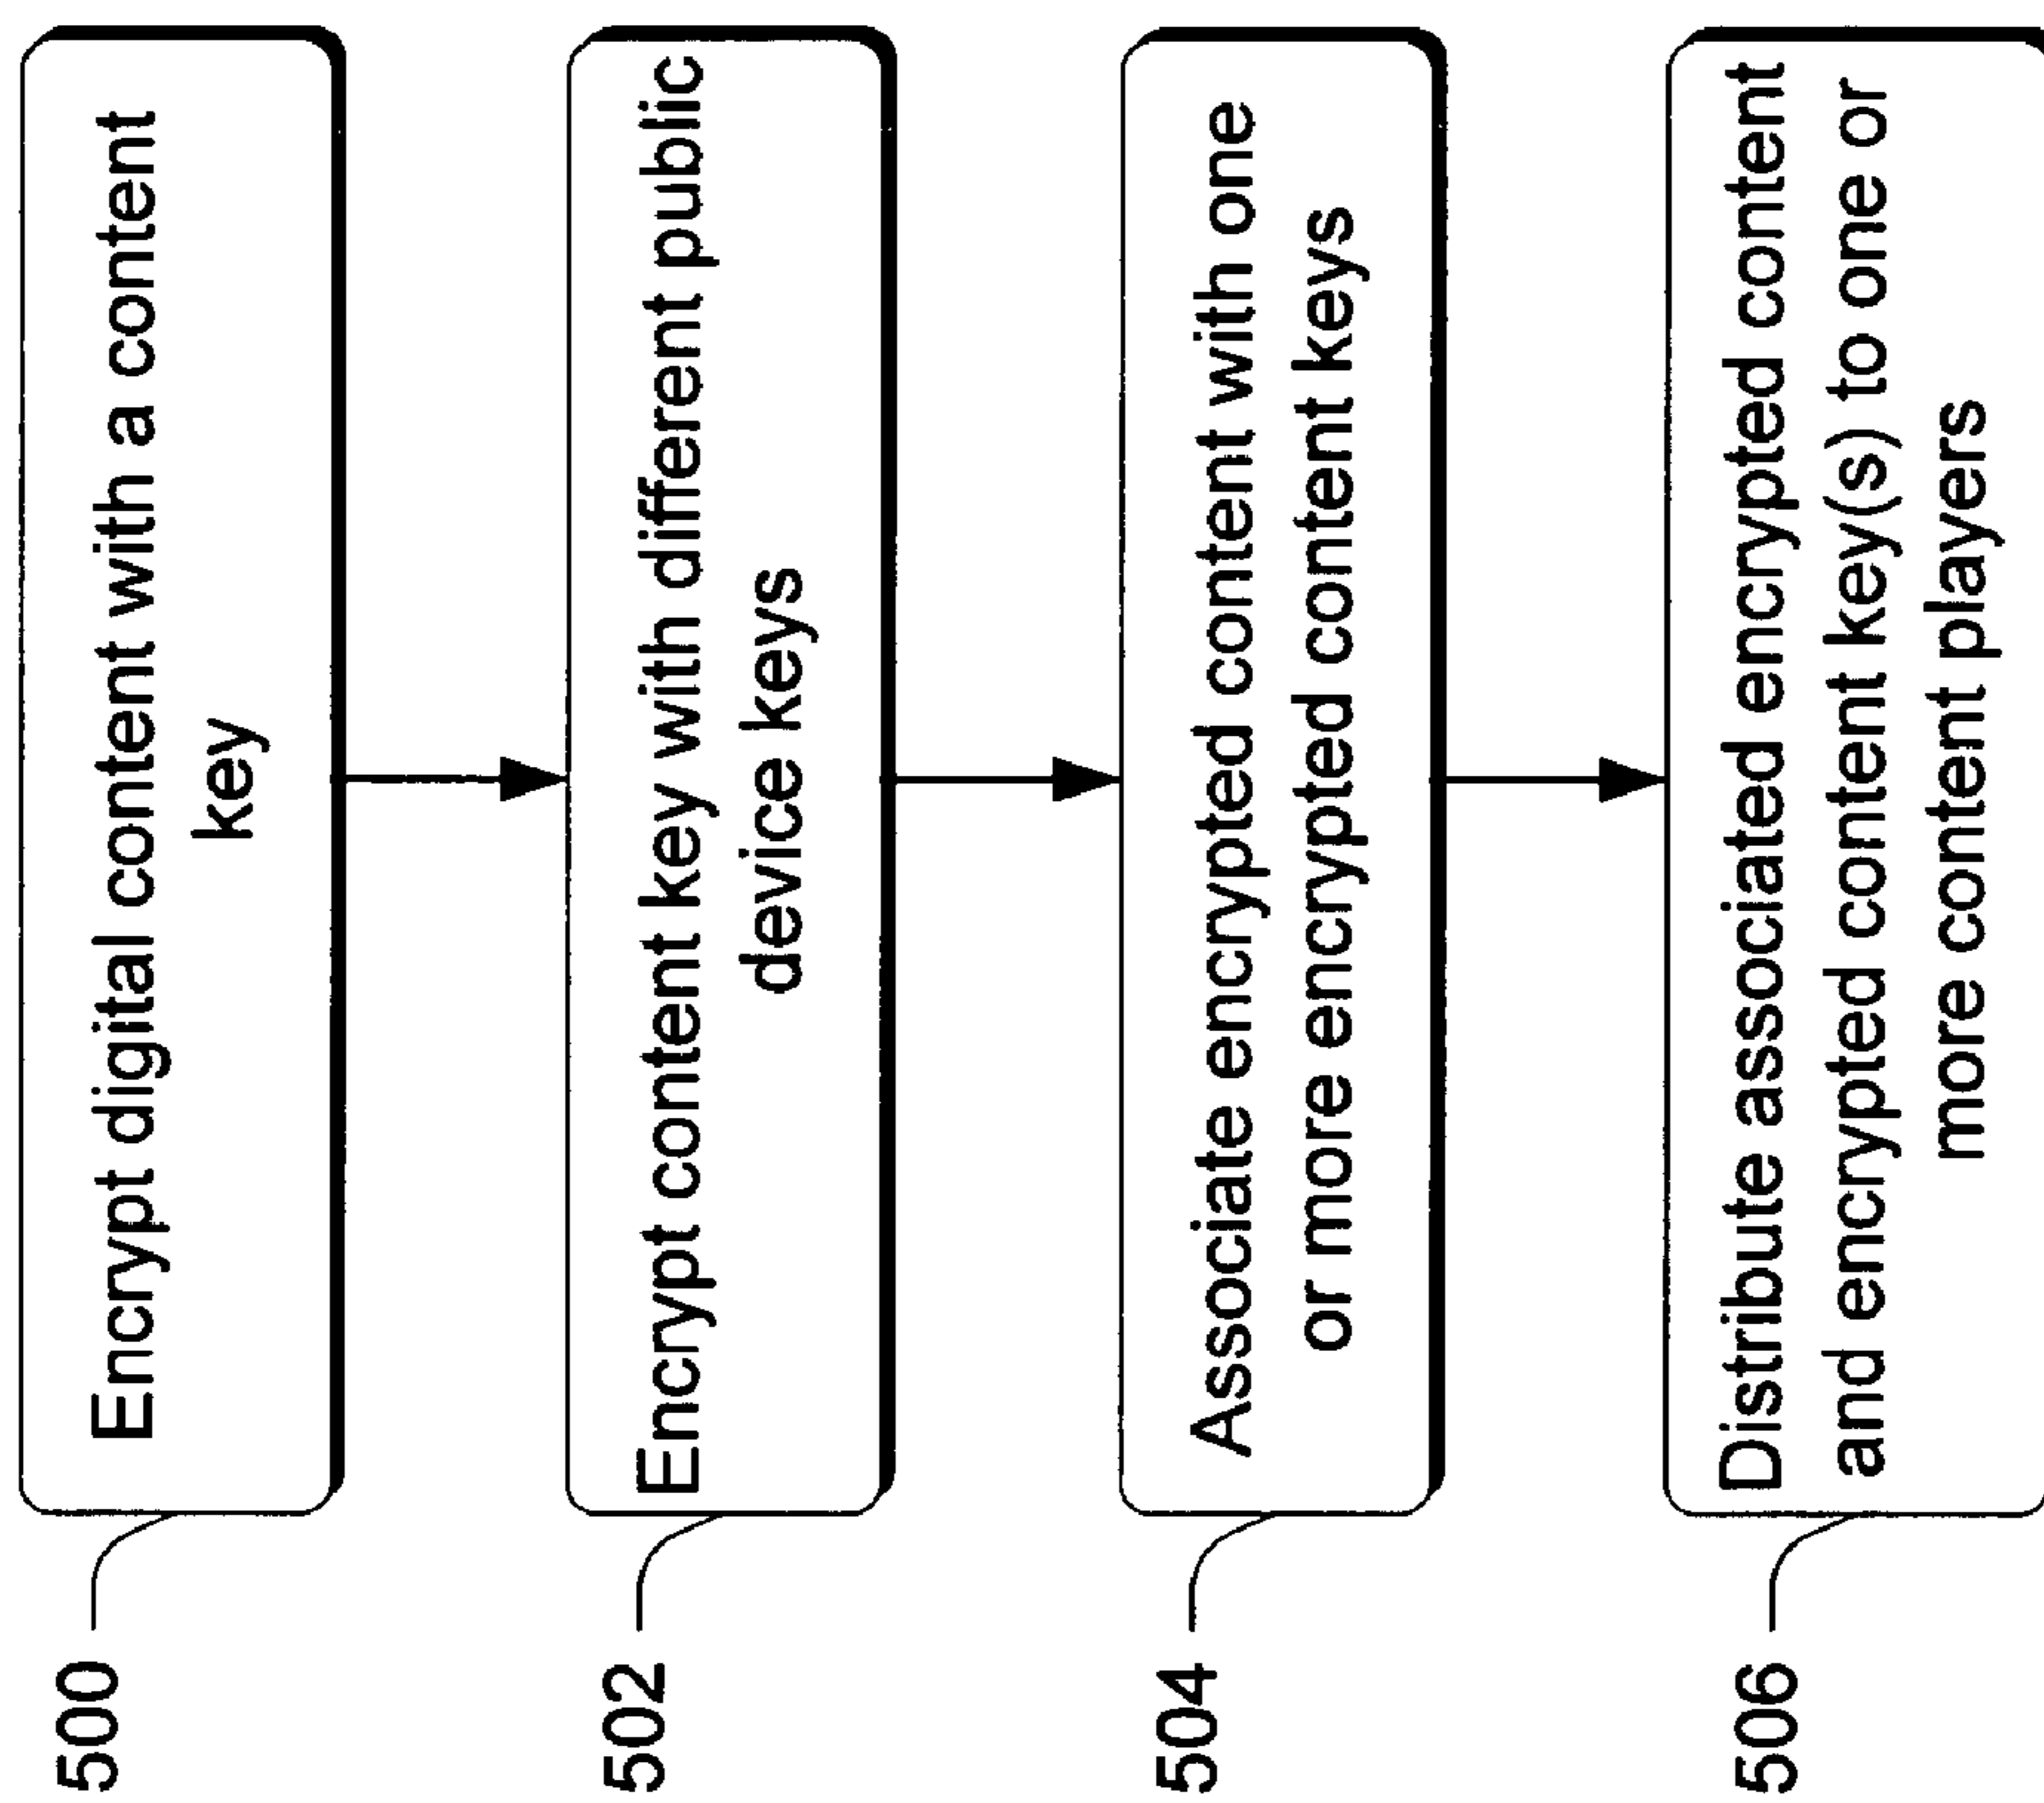 500
Encrypt digital content with a content
key
502
Encrypt content key with different public
device keys
504
Associate encrypted content with one
or more encrypted content keys
506
Distribute associated encrypted content
and encrypted content key(s) to one or
more content players